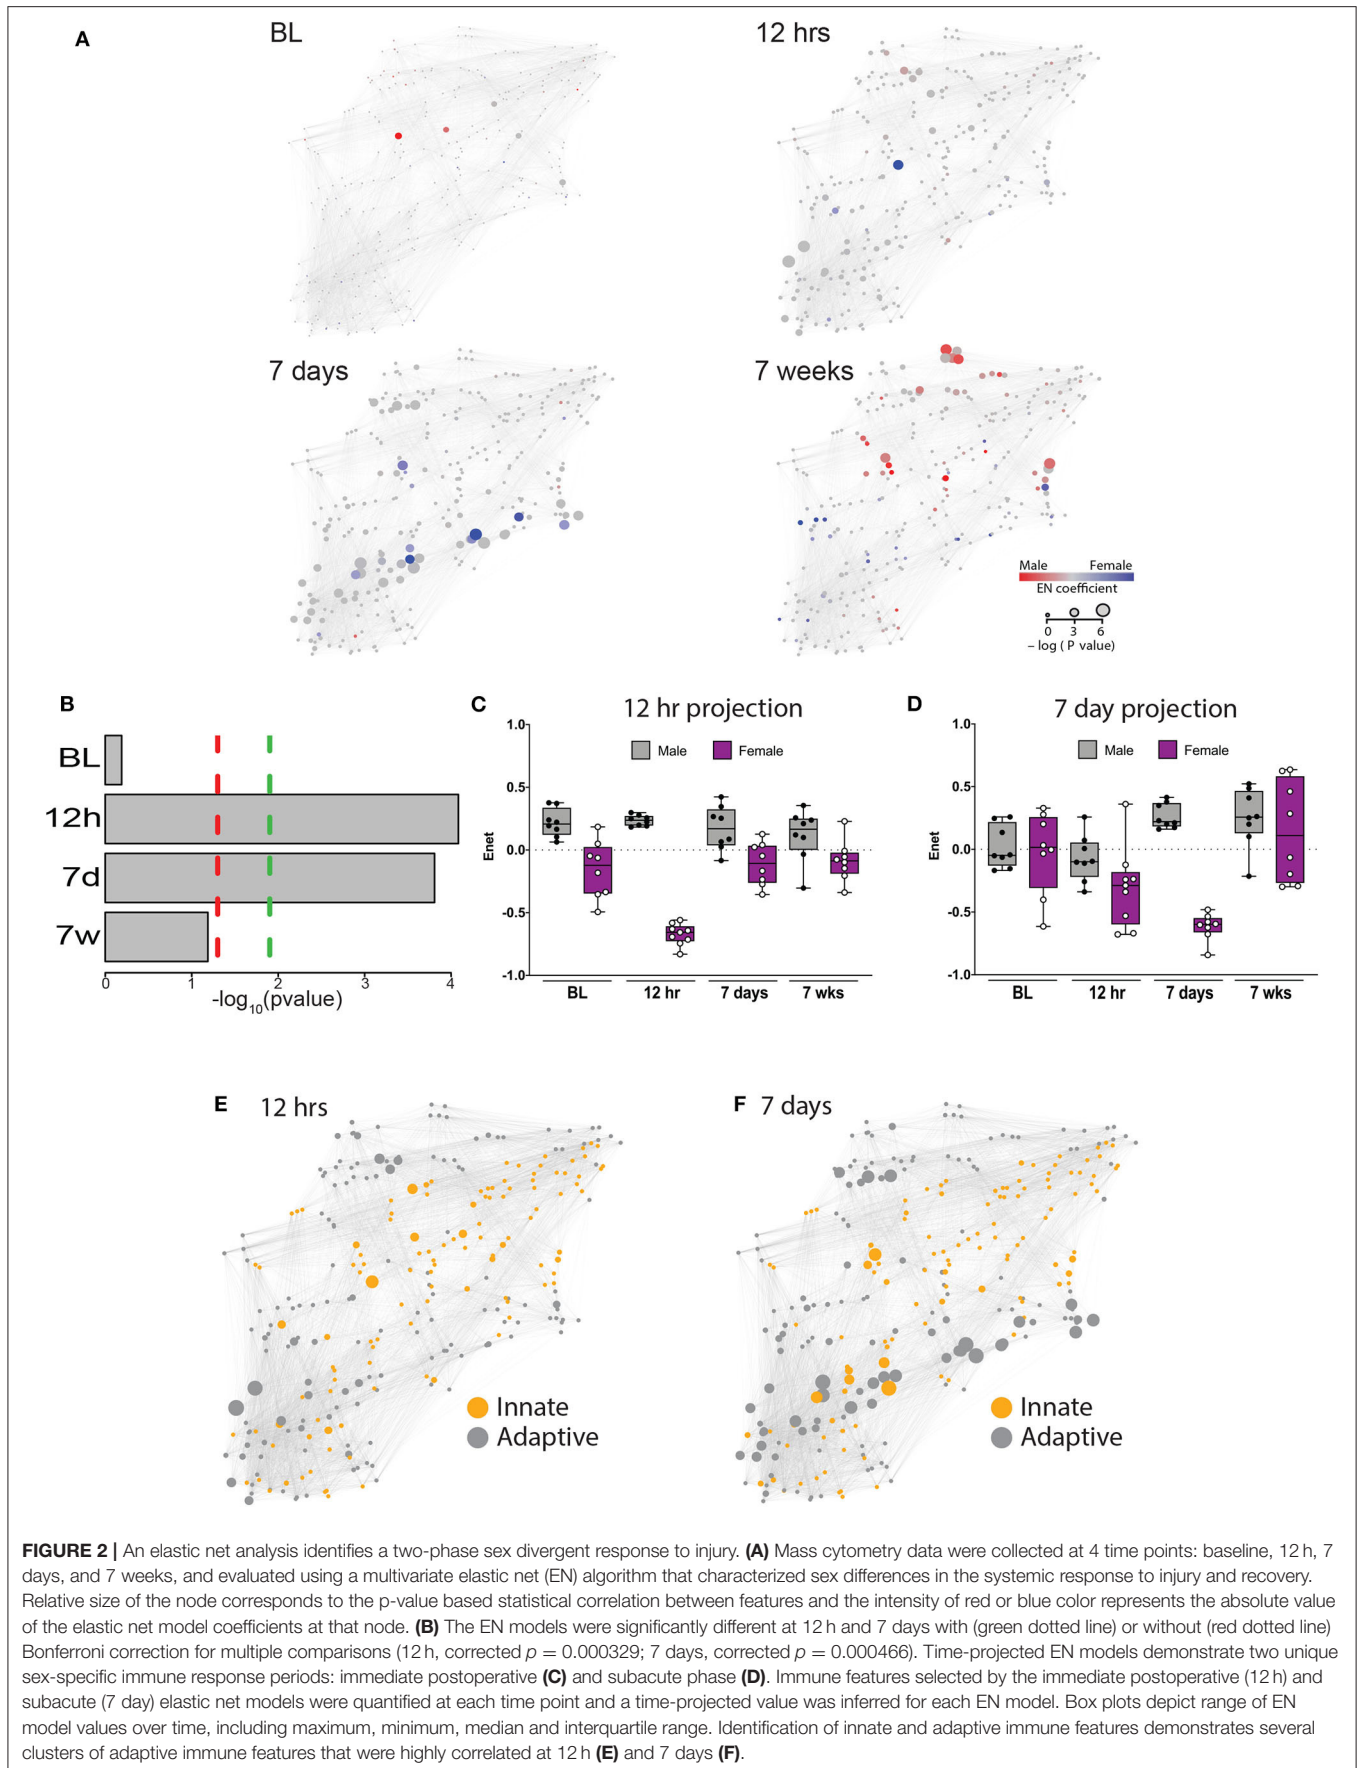 A
BL
12 hrs
7 days
7 weeks
Male Female
EN coefficient
0 3 6
– log ( P value)
B
BL
12h
7d
7w
0 1 2 3 4
-log10(pvalue)
C
12 hr projection
Male Female
1.0
0.5
0.0
-0.5
-1.0
Enet
BL 12 hr 7 days 7 wks
D
7 day projection
Male Female
1.0
0.5
0.0
-0.5
-1.0
Enet
BL 12 hr 7 days 7 wks
E 12 hrs
Innate
Adaptive
F 7 days
Innate
Adaptive
FIGURE 2 | An elastic net analysis identifies a two-phase sex divergent response to injury. (A) Mass cytometry data were collected at 4 time points: baseline, 12 h, 7
days, and 7 weeks, and evaluated using a multivariate elastic net (EN) algorithm that characterized sex differences in the systemic response to injury and recovery.
Relative size of the node corresponds to the p-value based statistical correlation between features and the intensity of red or blue color represents the absolute value
of the elastic net model coefficients at that node. (B) The EN models were significantly different at 12 h and 7 days with (green dotted line) or without (red dotted line)
Bonferroni correction for multiple comparisons (12 h, corrected p = 0.000329; 7 days, corrected p = 0.000466). Time-projected EN models demonstrate two unique
sex-specific immune response periods: immediate postoperative (C) and subacute phase (D). Immune features selected by the immediate postoperative (12 h) and
subacute (7 day) elastic net models were quantified at each time point and a time-projected value was inferred for each EN model. Box plots depict range of EN
model values over time, including maximum, minimum, median and interquartile range. Identification of innate and adaptive immune features demonstrates several
clusters of adaptive immune features that were highly correlated at 12 h (E) and 7 days (F).